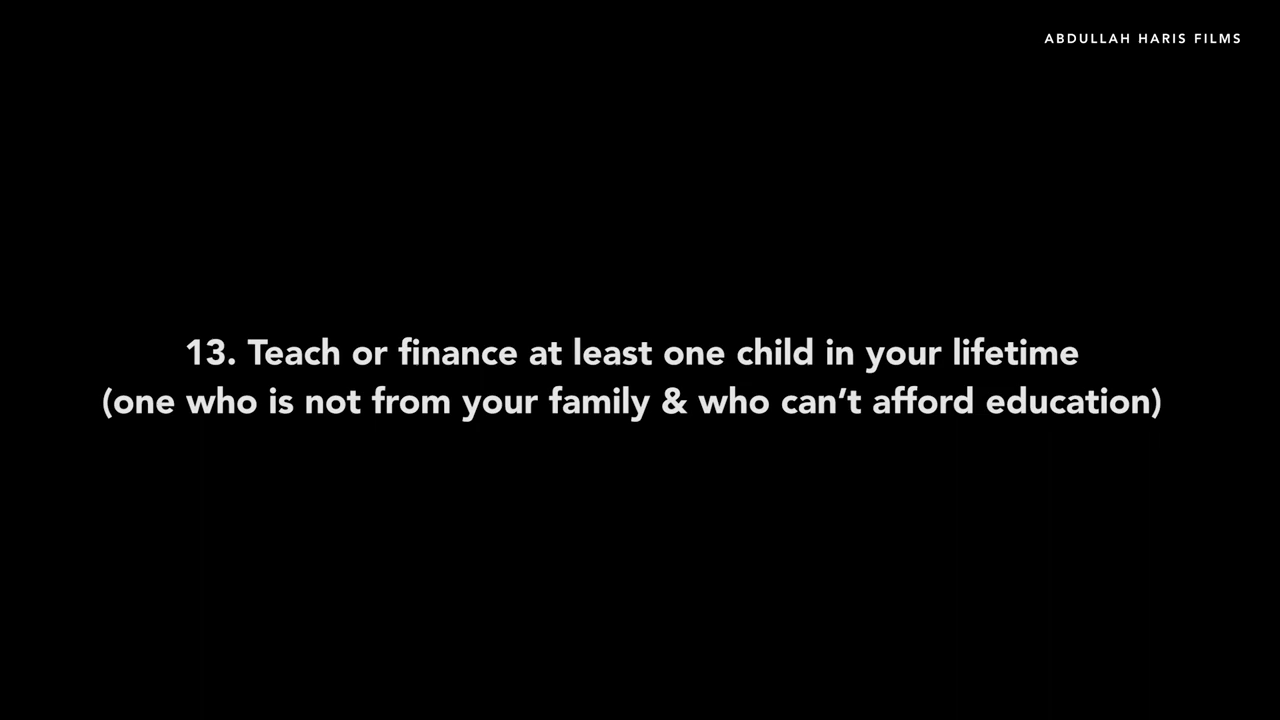 ABDULLAH HARIS FILMS
13. Teach or finance at least one child in your lifetime
(one who is not from your family & who can’t afford education)